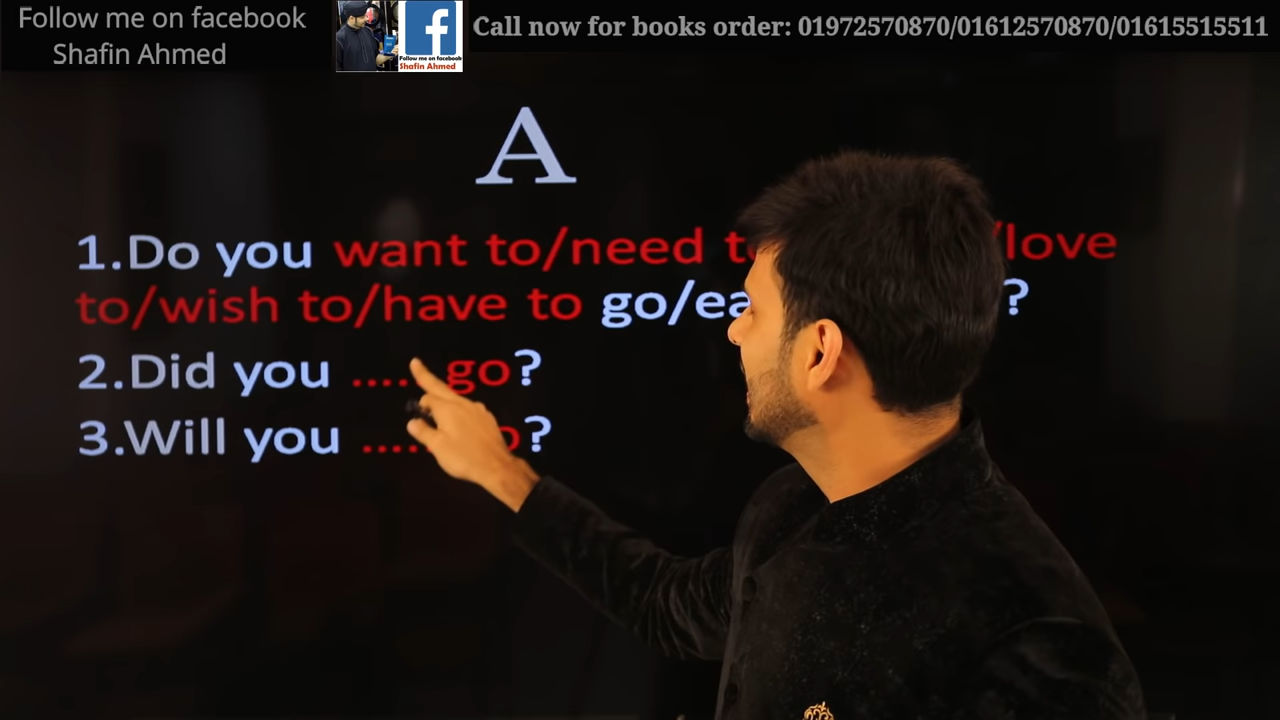 Follow me on facebook
Shafin Ahmed
Follow me on facebook
Shafin Ahmed
Call now for books order: 01972570870/01612570870/01615515511
A
1.Do you want to/need /love
to/wish to/have to go/ ?
2.Did you ..... go?
3.Will you ..... ?